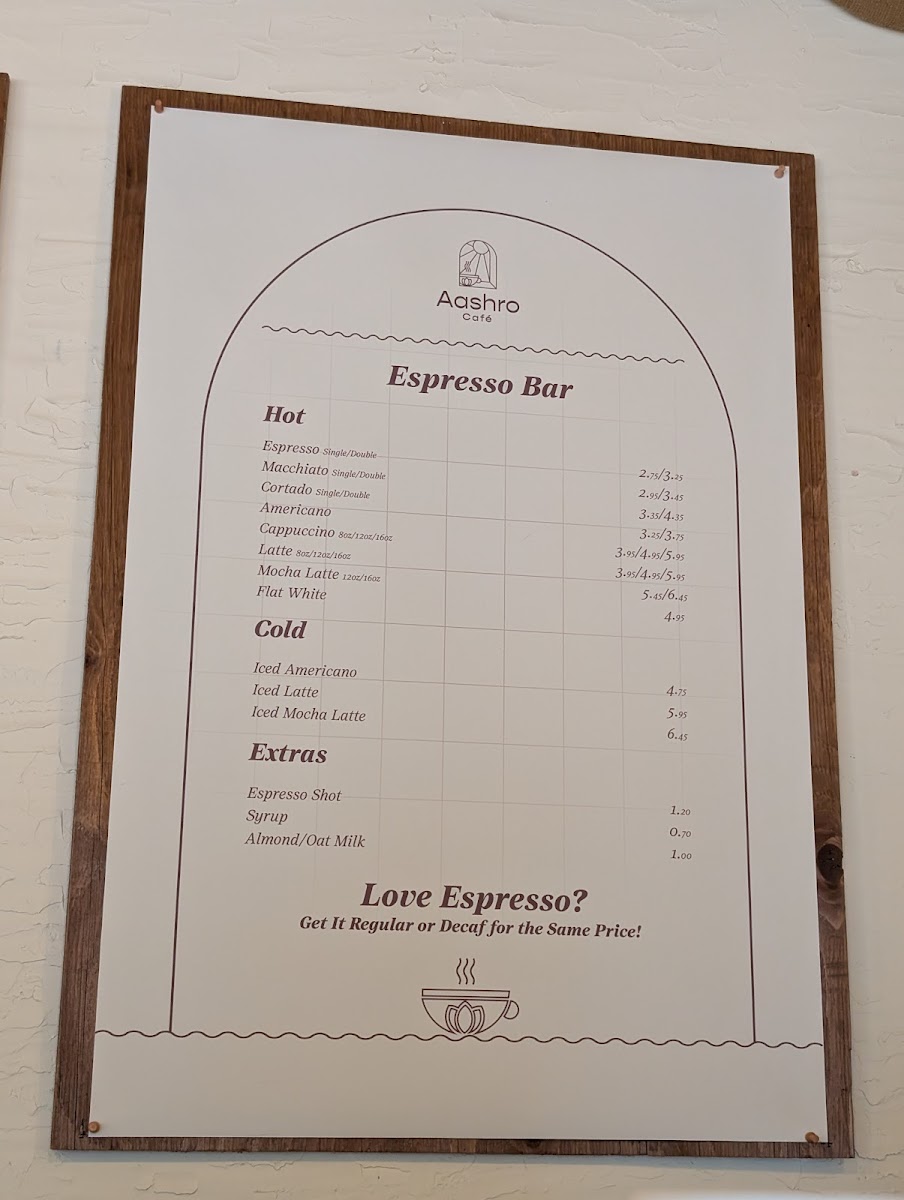 Aashro
Café
Espresso Bar
Hot
Espresso Single/Double 2.75/3.25
Macchiato Single/Double 2.95/3.45
Cortado Single/Double 3.35/4.35
Americano 3.25/3.75
Cappuccino 8oz/12oz/16oz 3.95/4.95/5.95
Latte 8oz/12oz/16oz 3.95/4.95/5.95
Mocha Latte 12oz/16oz 5.45/6.45
Flat White 4.95
Cold
Iced Americano 4.75
Iced Latte 5.95
Iced Mocha Latte 6.45
Extras
Espresso Shot 1.20
Syrup 0.70
Almond/Oat Milk 1.00
Love Espresso?
Get It Regular or Decaf for the Same Price!